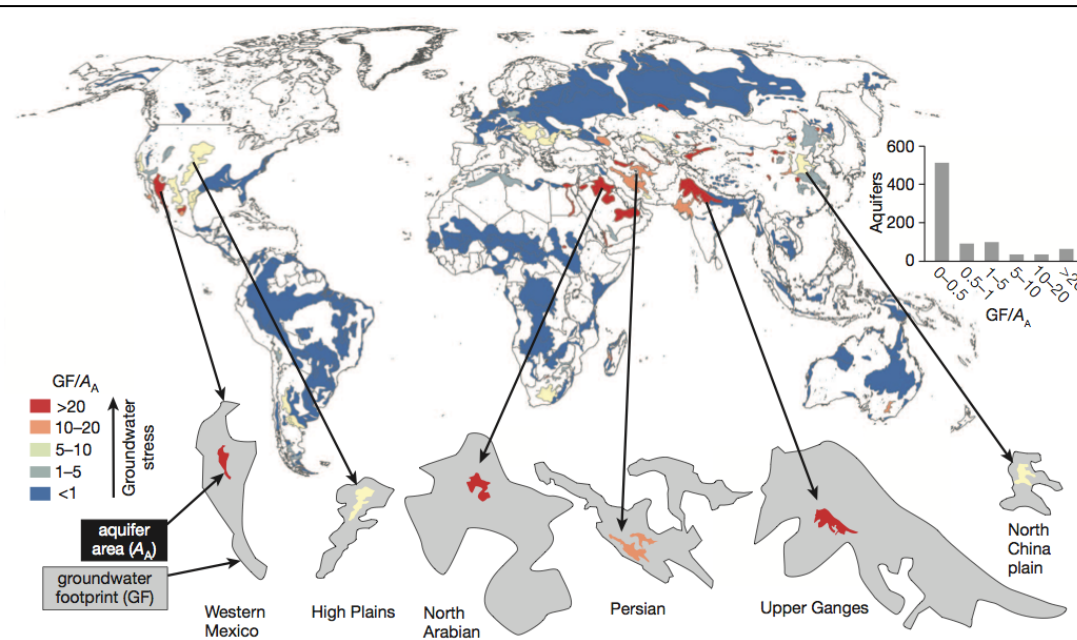 600
400
200
0
Aquifers
0–0.5
0.5–1
1–5
5–10
10–20
>20
GF/AA
GF/AA
>20
10–20
5–10
1–5
<1
Groundwater
stress
aquifer
area (AA)
groundwater
footprint (GF)
Western
Mexico
High Plains
North
Arabian
Persian
Upper Ganges
North
China
plain